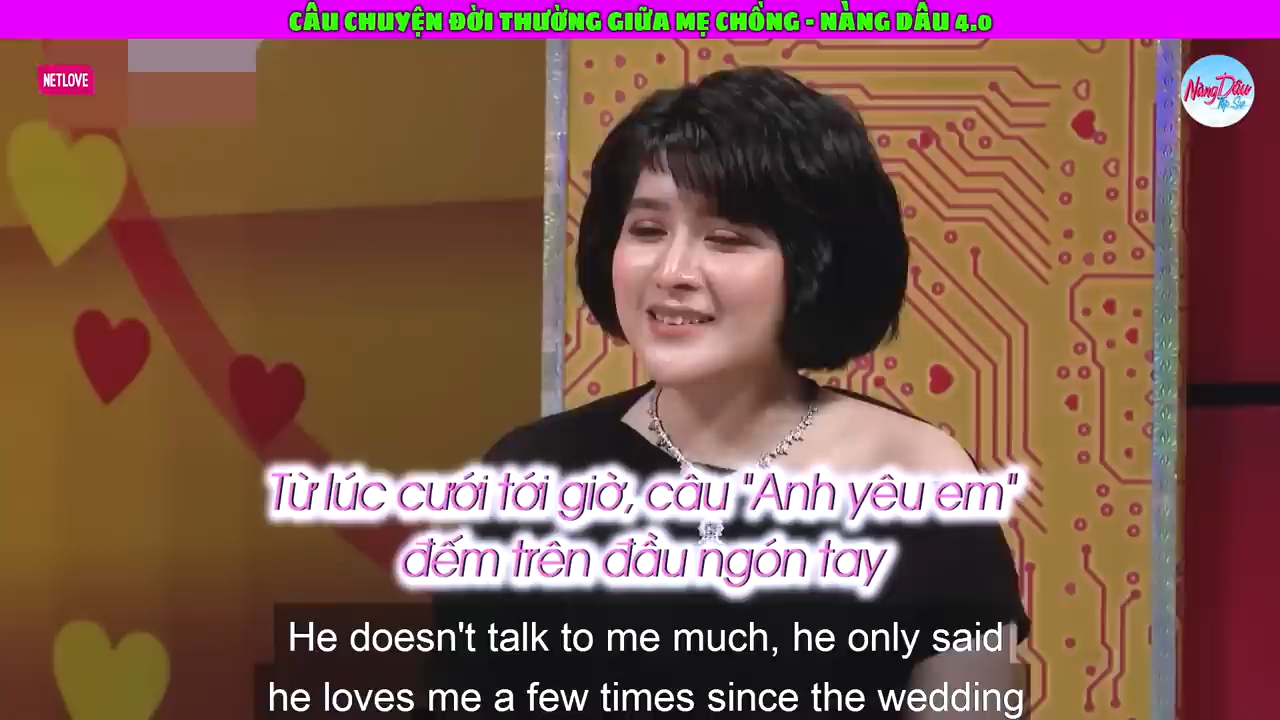 CÂU CHUYỆN ĐỜI THƯỜNG GIỮA MẸ CHỒNG - NÀNG DÂU 4.0
NETLOVE
Nàng Dâu
Từ lúc cưới tới giờ, câu "Anh yêu em"
đếm trên đầu ngón tay
He doesn't talk to me much, he only said
he loves me a few times since the wedding